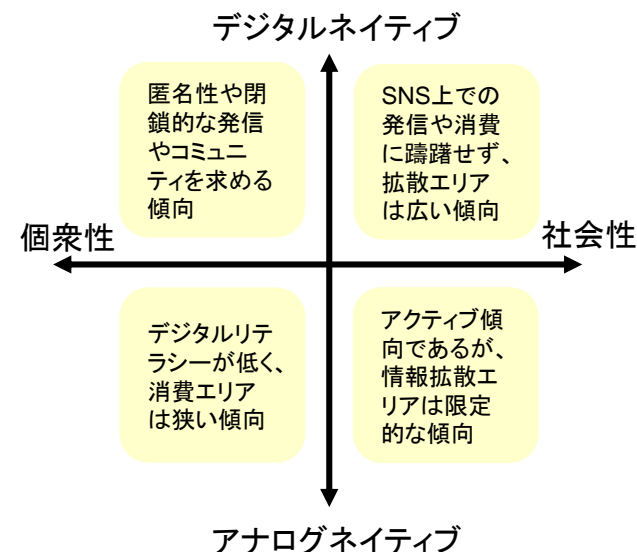 デジタルネイティブ
匿名性や閉
鎖的な発信
やコミュニ
ティを求める
傾向
SNS上での
発信や消費
に躊躇せず、
拡散エリア
は広い傾向
個衆性
社会性
デジタルリテ
ラシーが低く、
消費エリア
は狭い傾向
アクティブ傾
向であるが、
情報拡散エ
リアは限定
的な傾向
アナログネイティブ